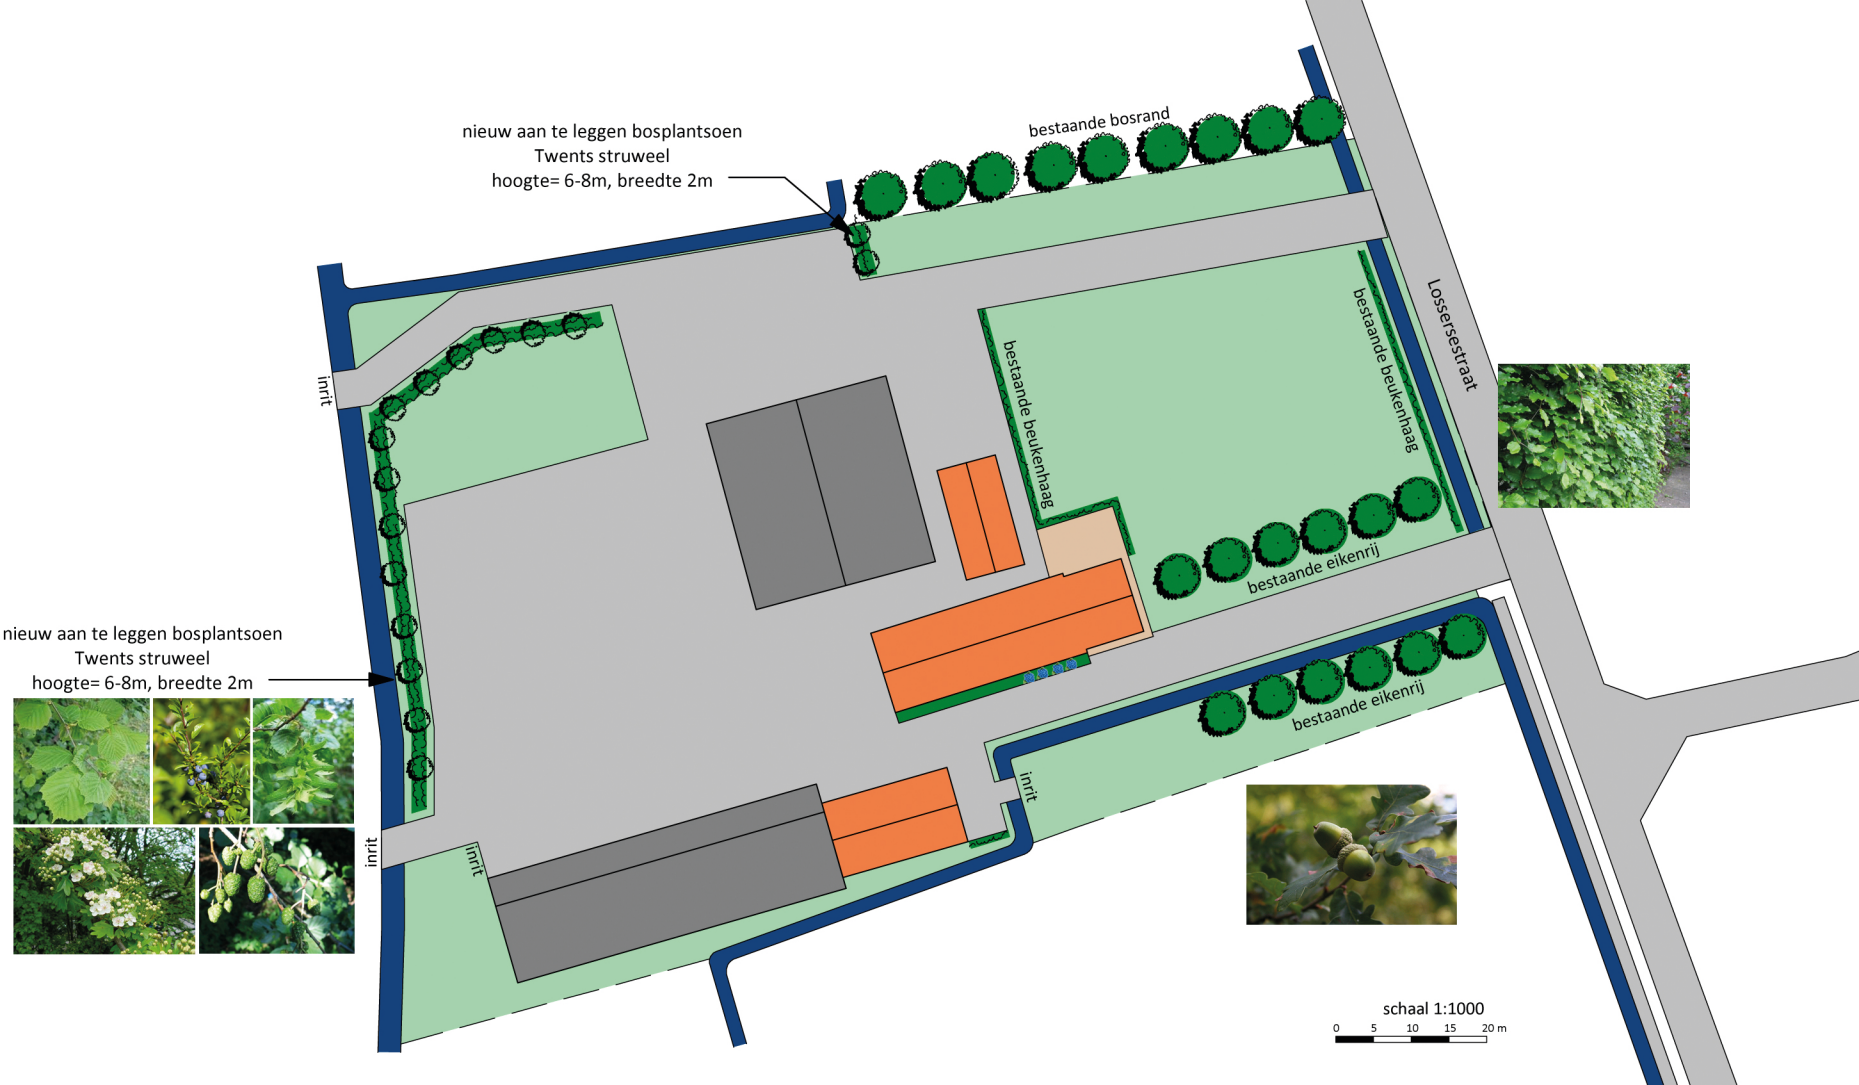 nieuw aan te leggen bosplantsoen
Twents struweel
hoogte= 6-8m, breedte 2m
bestaande bosrand
Lossersestraat
bestaande beukenhaag
bestaande beukenhaag
inrit
bestaande eikenrij
bestaande eikenrij
nieuw aan te leggen bosplantsoen
Twents struweel
hoogte= 6-8m, breedte 2m
inrit
inrit
inrit
schaal 1:1000
0 5 10 15 20 m